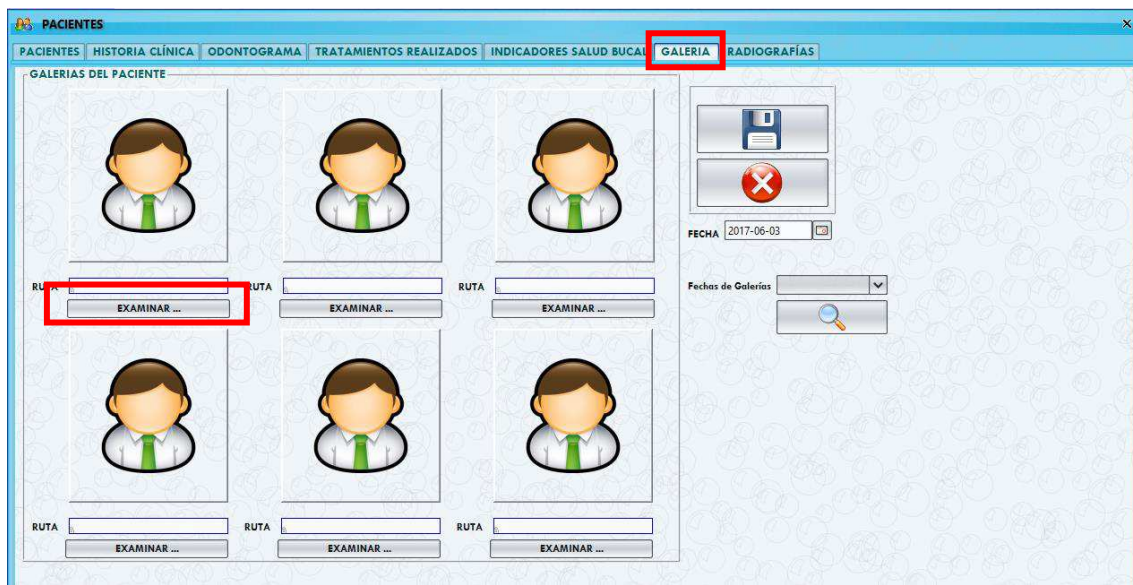 PACIENTES
PACIENTES HISTORIA CLÍNICA ODONTOGRAMA TRATAMIENTOS REALIZADOS INDICADORES SALUD BUCAL GALERIA RADIOGRAFÍAS
GALERIAS DEL PACIENTE
FECHA 2017-06-03
RUTA RUTA RUTA
Fechas de Galerías
EXAMINAR ... EXAMINAR ... EXAMINAR ...
RUTA RUTA RUTA
EXAMINAR ... EXAMINAR ... EXAMINAR ...